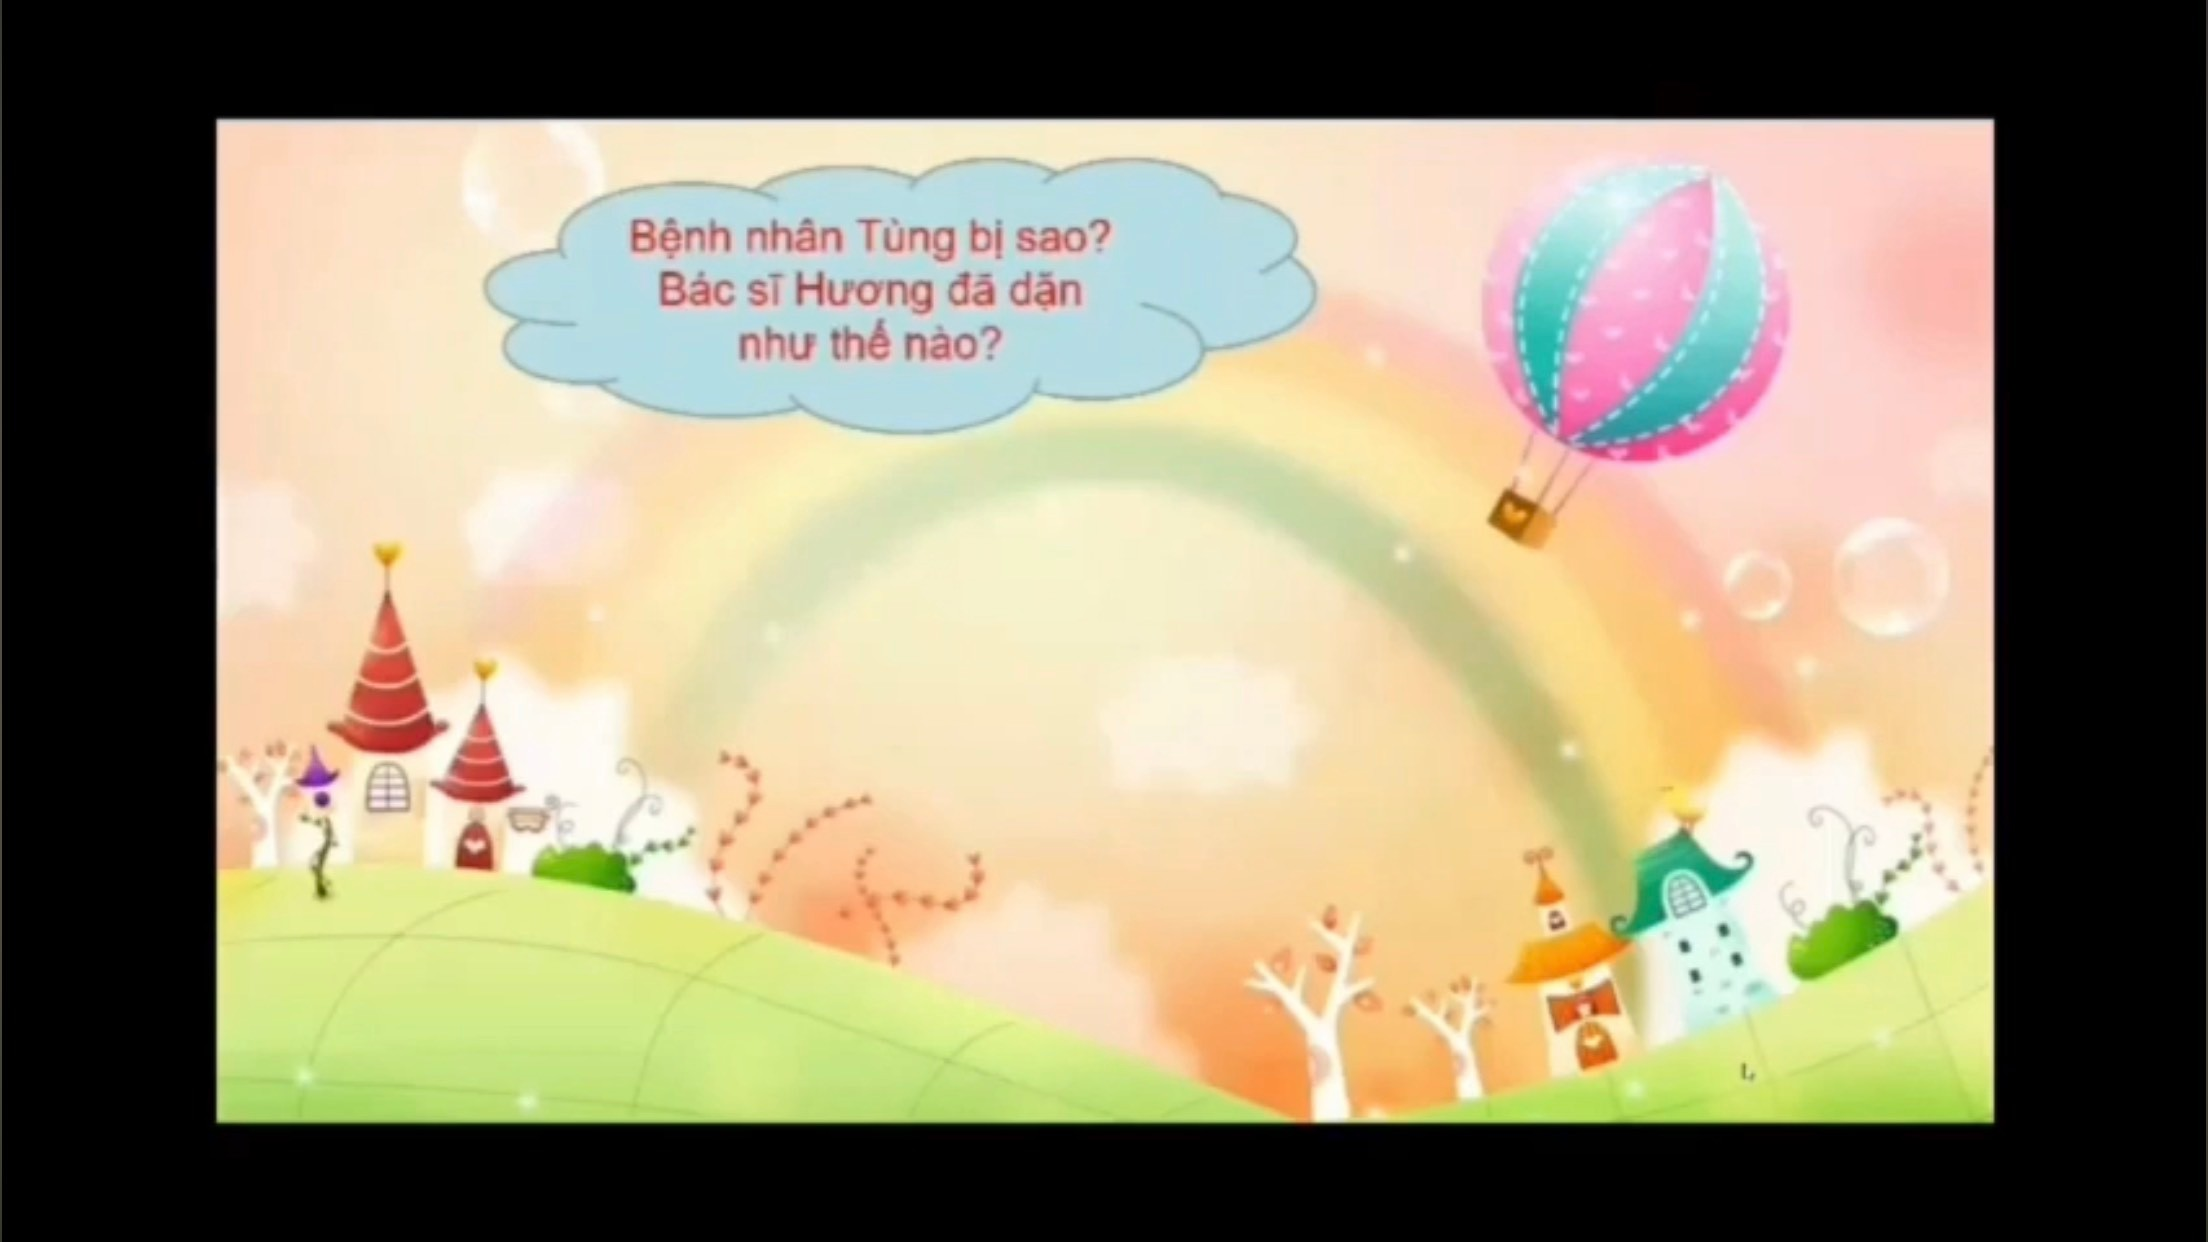 Bệnh nhân Tùng bị sao?
Bác sĩ Hương đã dặn
như thế nào?